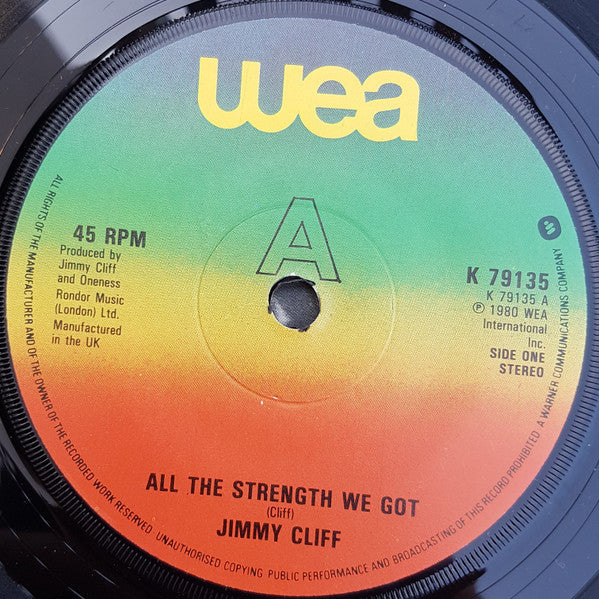 wea
A
45 RPM
Produced by
Jimmy Cliff
and Oneness
Rondor Music
(London) Ltd.
Manufactured
in the UK
K 79135
K 79135 A
℗ 1980 WEA
International
Inc.
SIDE ONE
STEREO
ALL THE STRENGTH WE GOT
(Cliff)
JIMMY CLIFF
ALL RIGHTS OF THE MANUFACTURER AND OF THE OWNER OF THE RECORDED WORK RESERVED. UNAUTHORISED COPYING PUBLIC PERFORMANCE AND BROADCASTING OF THIS RECORD PROHIBITED. A WARNER COMMUNICATIONS COMPANY